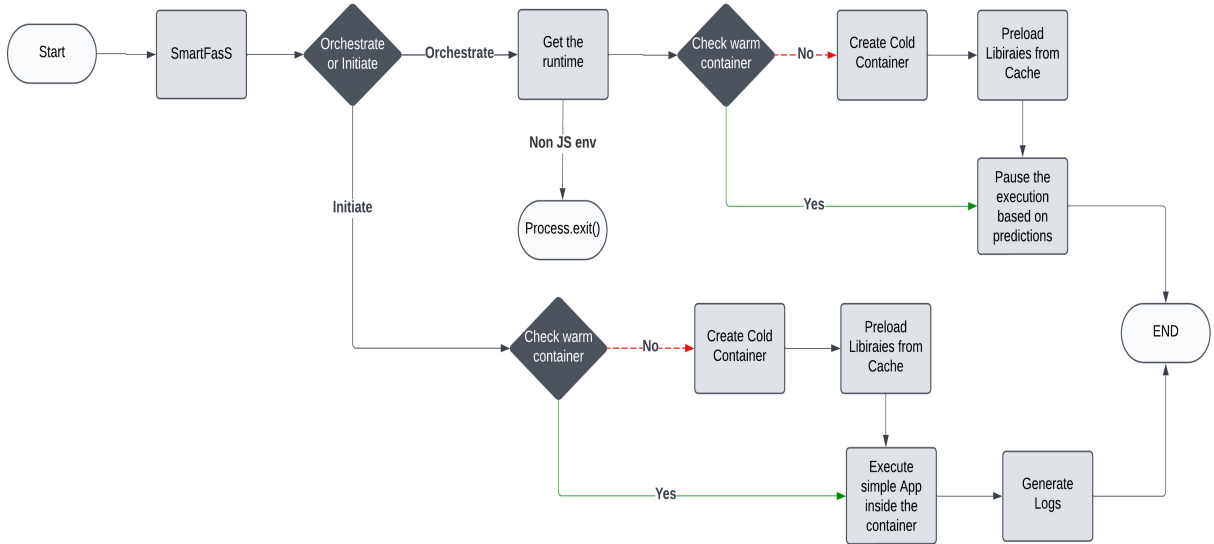 Start
SmartFasS
Orchestrate
or Initiate
Orchestrate
Get the
runtime
Check warm
container
No
Create Cold
Container
Preload
Libiraies from
Cache
Non JS env
Process.exit()
Initiate
Yes
Pause the
execution
based on
predictions
END
Check warm
container
No
Create Cold
Container
Preload
Libiraies from
Cache
Yes
Execute
simple App
inside the
container
Generate
Logs